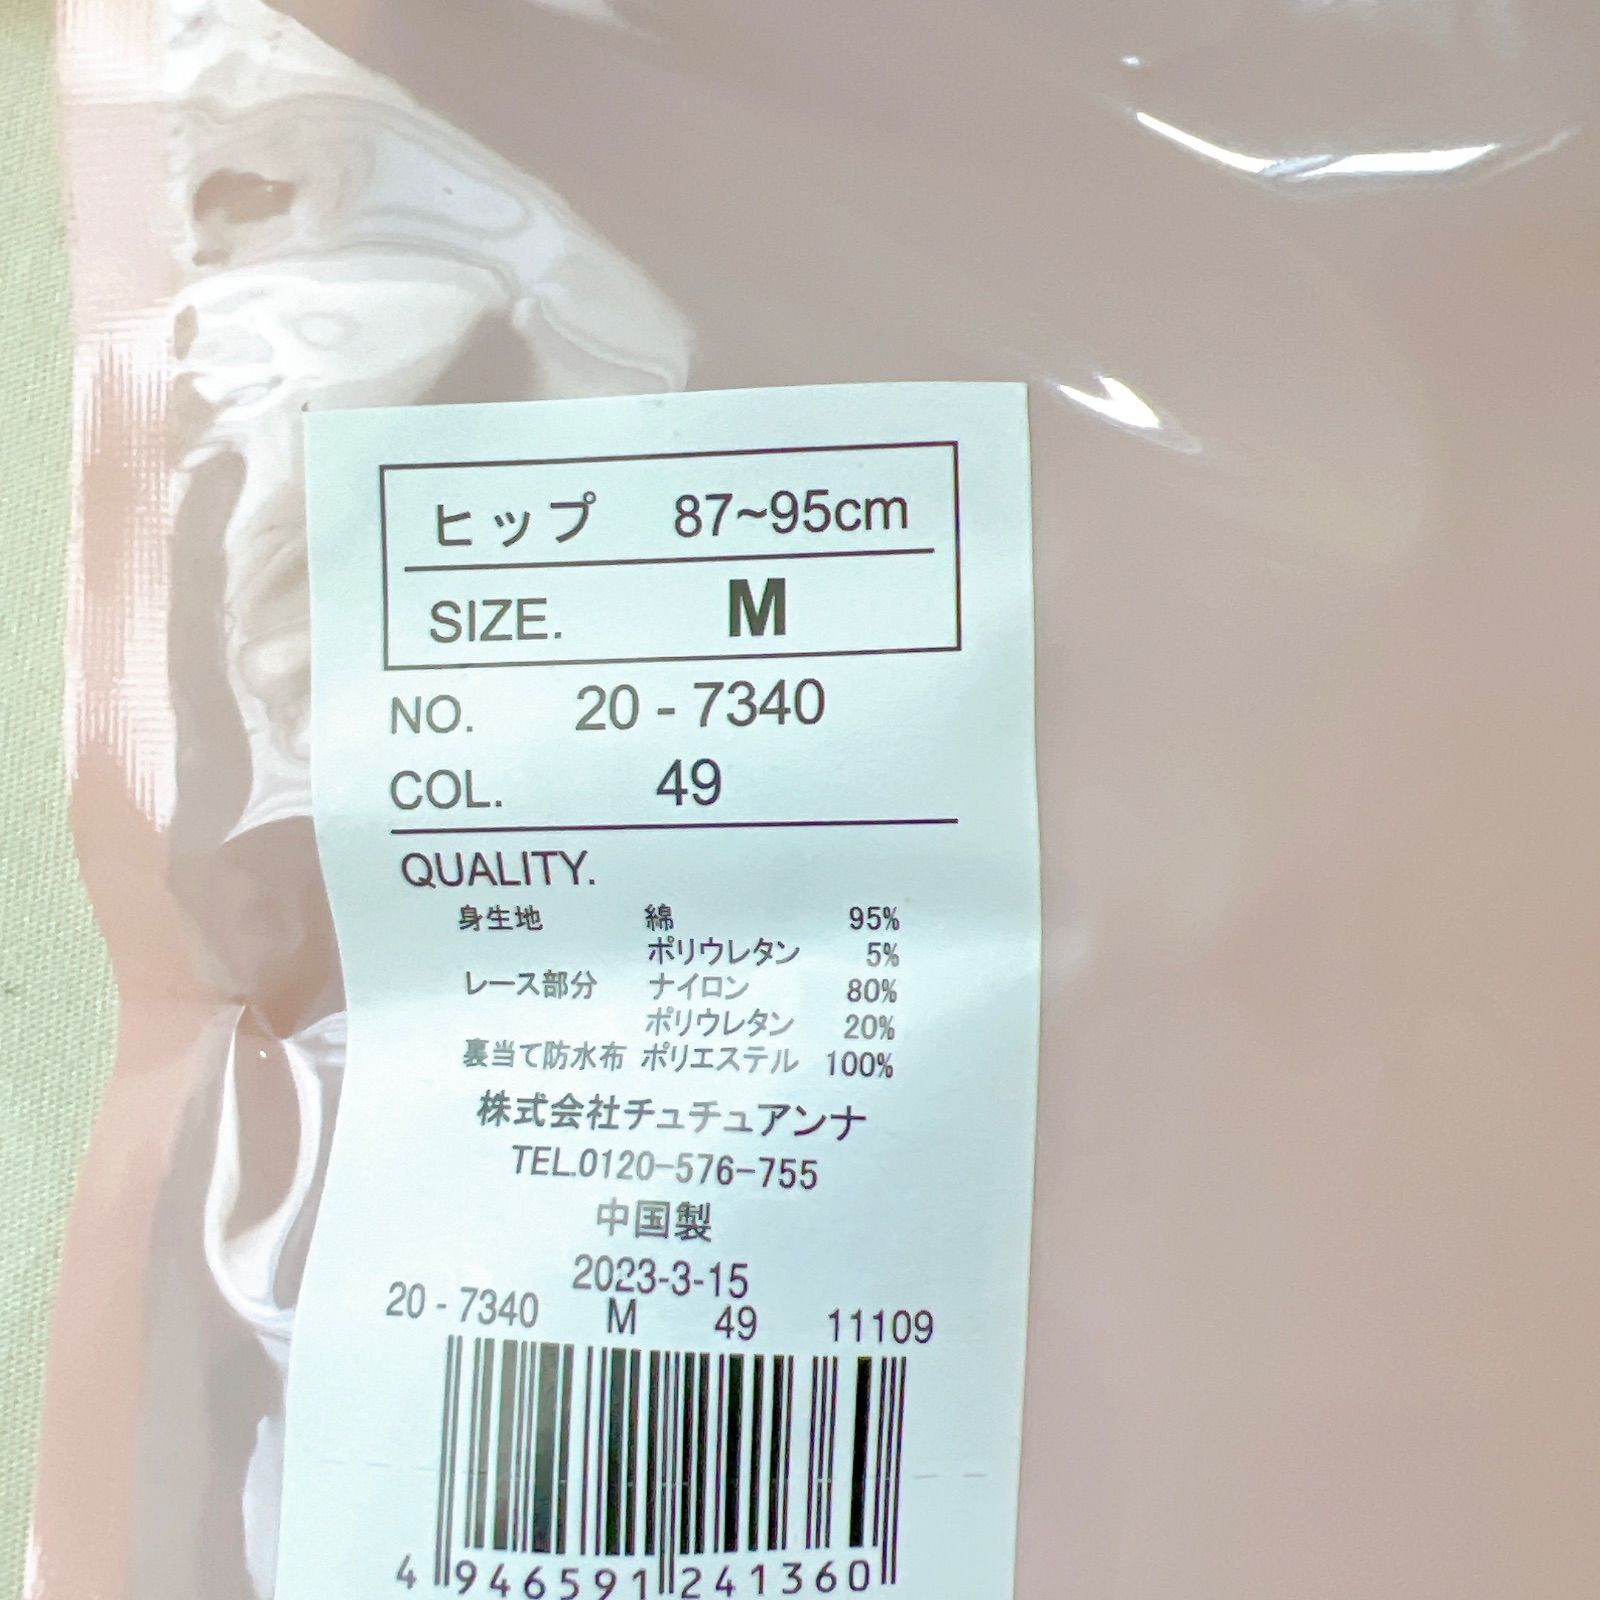 ヒップ 87~95cm
SIZE. M
NO. 20 - 7340
COL. 49
QUALITY.
身生地 綿 95%
ポリウレタン 5%
レース部分 ナイロン 80%
ポリウレタン 20%
裏当て防水布 ポリエステル 100%
株式会社チュチュアンナ
TEL.0120-576-755
中国製
2023-3-15
20 - 7340 M 49 11109
4 946591 241360